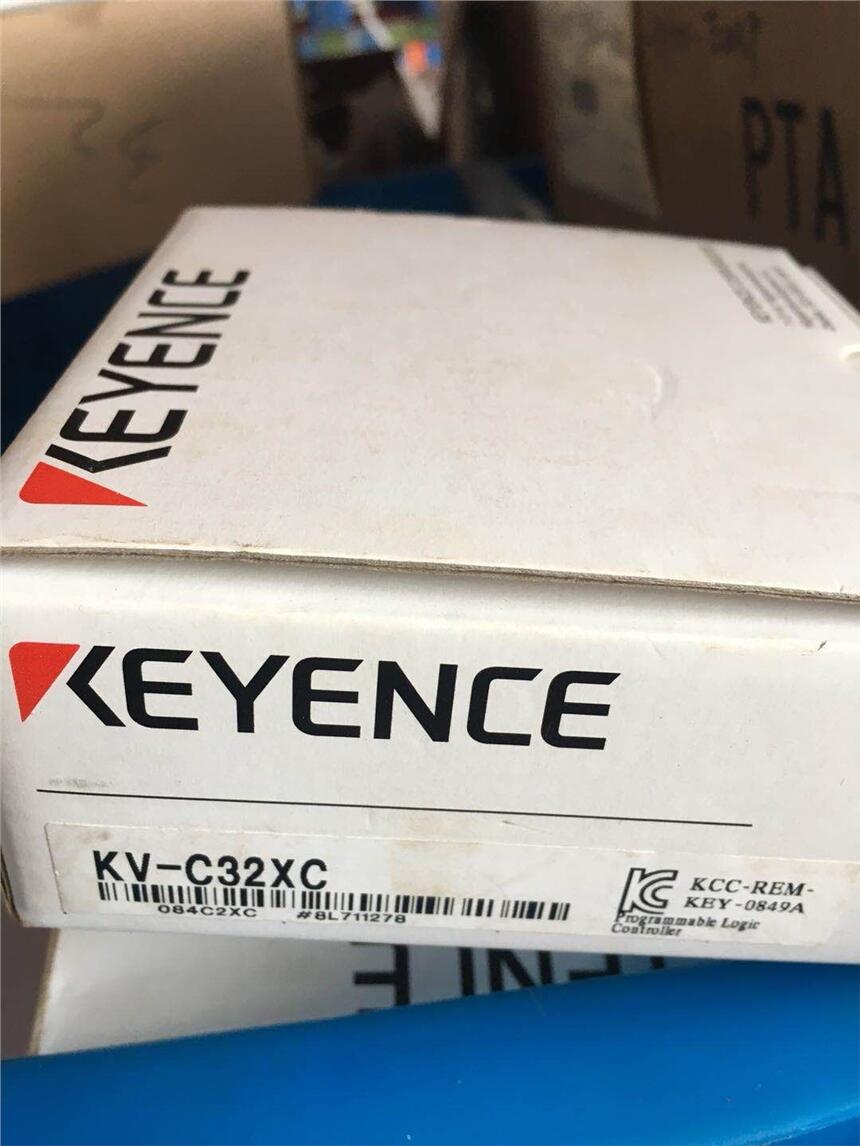 PTA
KEYENCE
KEYENCE
KV-C32XC
084C2XC #8L711278
KCC-REM-
KEY-0849A
Programmable Logic
Controller